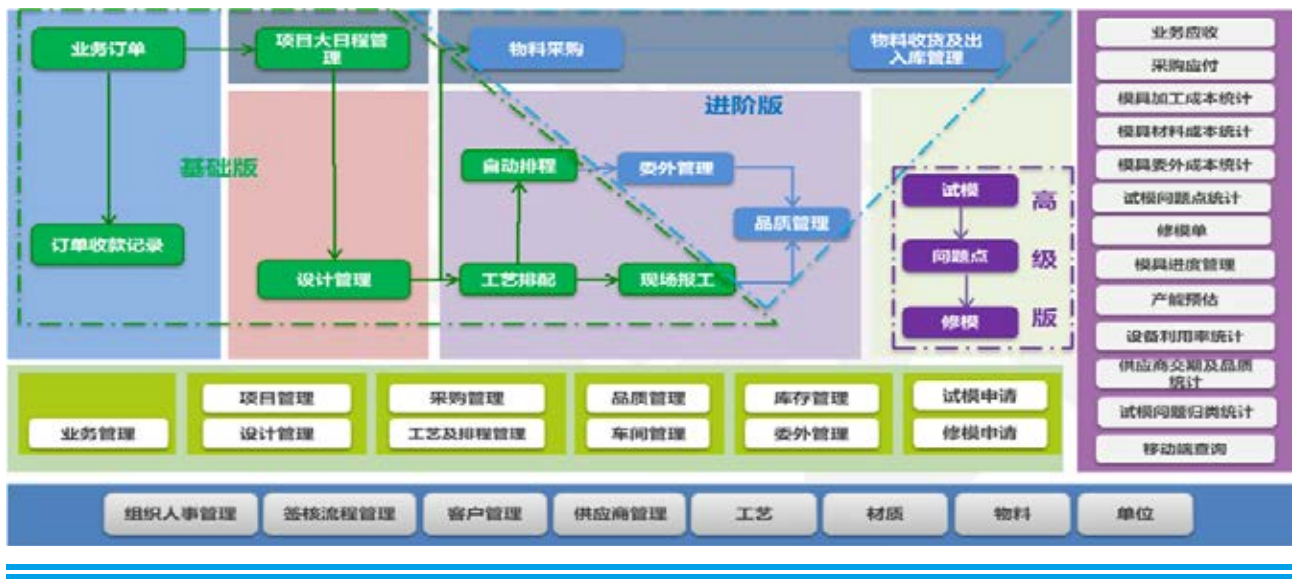 业务订单
项目大日程管
理
物料采购
物料收货及出
入库管理
进阶版
基础版
自动排程
委外管理
品质管理
订单收款记录
设计管理
工艺排配
现场报工
试模
问题点
修模
高
级
版
业务应收
采购应付
模具加工成本统计
模具材料成本统计
模具委外成本统计
试模问题点统计
修模单
模具进度管理
产能预估
设备利用率统计
供应商交期及品质
统计
试模问题归类统计
移动端查询
业务管理
项目管理
设计管理
采购管理
工艺及排程管理
品质管理
车间管理
库存管理
委外管理
试模申请
修模申请
组织人事管理
签核流程管理
客户管理
供应商管理
工艺
材质
物料
单位